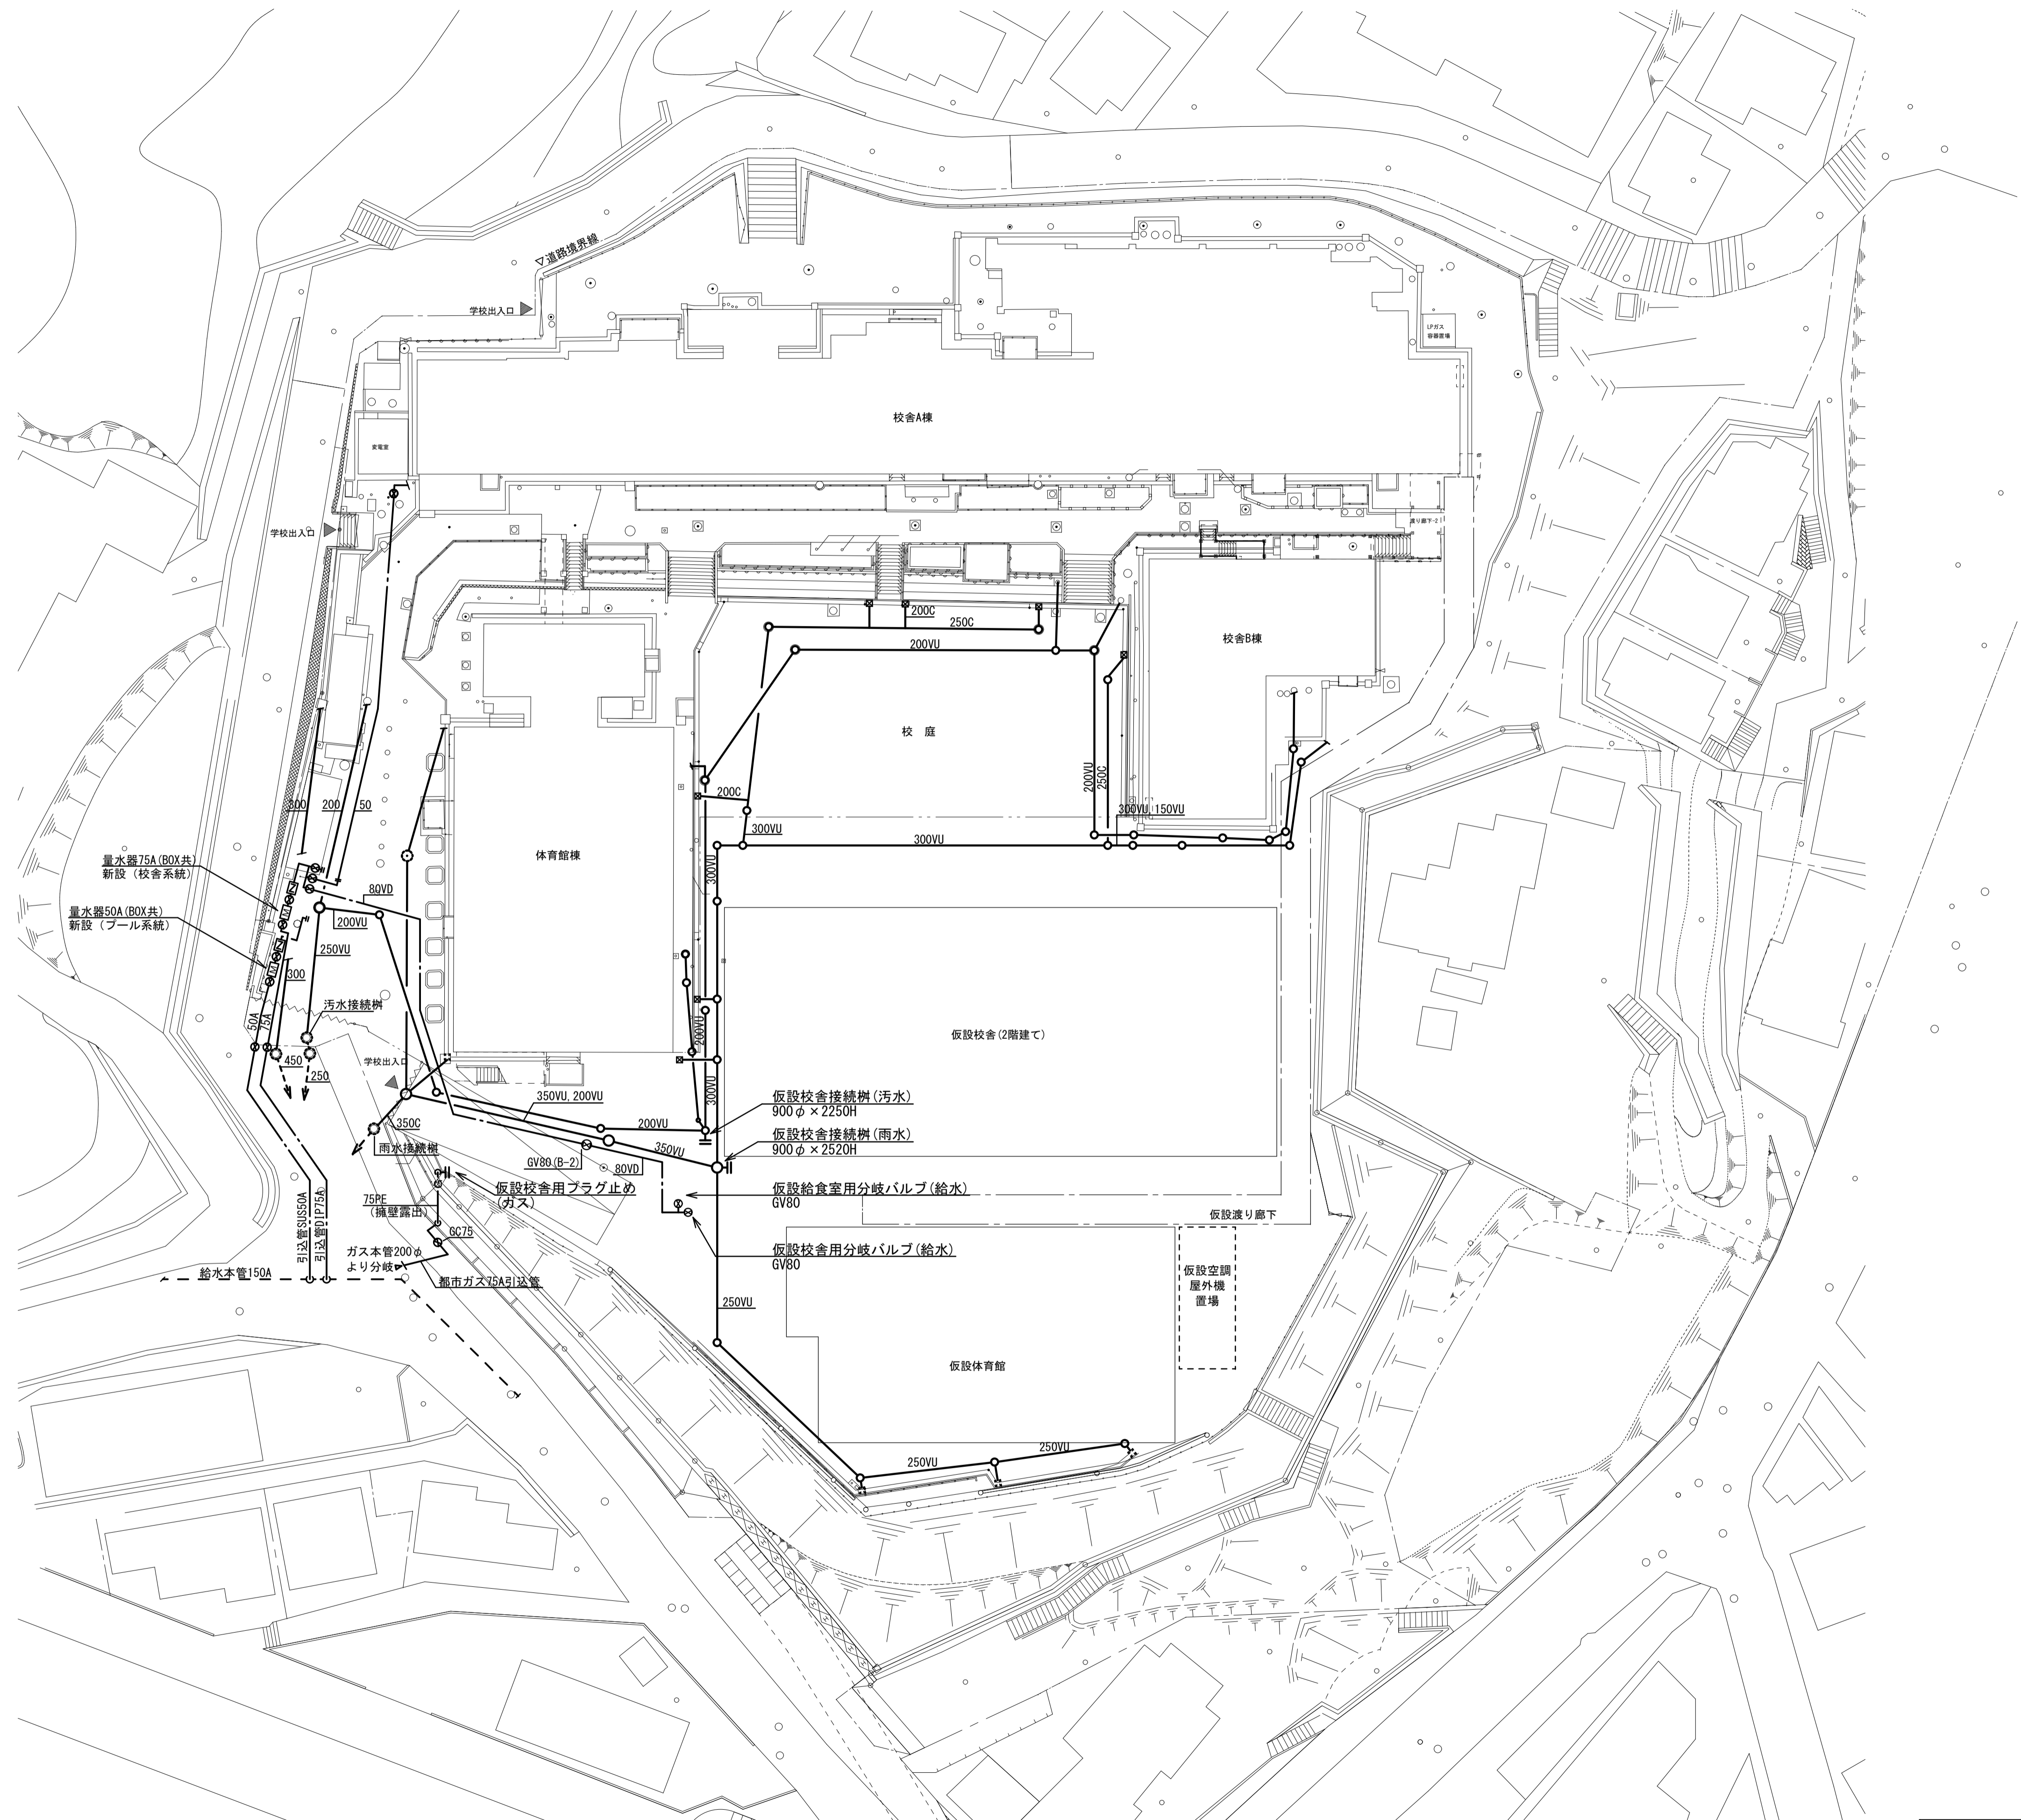 ▽道路境界線
学校出入口
LPガス
容器置場
校舎A棟
変電室
学校出入口
渡り廊下-2
200C
250C
200VU
校舎B棟
校　庭
200VU
250C
200C
300VU
300VU
300VU, 150VU
300
200
50
体育館棟
300VU
量水器75A(BOX共)
新設（校舎系統）
80VD
量水器50A(BOX共)
新設（プール系統）
200VU
250VU
300
汚水接続桝
50A
75A
450
250
学校出入口
200VU
300VU
仮設校舎(2階建て)
350VU, 200VU
200VU
仮設校舎接続桝(汚水)
900φ×2250H
350C
雨水接続桝
350VU
仮設校舎接続桝(雨水)
900φ×2520H
GV80(B-2)
80VD
75PE
(擁壁露出)
仮設校舎用プラグ止め
(ガス)
仮設給食室用分岐バルブ(給水)
GV80
仮設渡り廊下
GC75
引込管SUS50A
引込管DIP75A
ガス本管200φ
より分岐
仮設校舎用分岐バルブ(給水)
GV80
給水本管150A
都市ガス75A引込管
仮設空調
屋外機
置場
250VU
仮設体育館
250VU
250VU